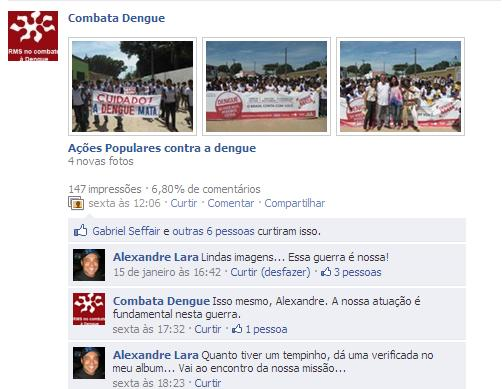 Combata Dengue
RMS no combate
à Dengue
CUIDADO!
A DENGUE MATA
DENGUE
O BRASIL CONTA COM VOCÊ
Ações Populares contra a dengue
4 novas fotos
147 impressões · 6,80% de comentários
sexta às 12:06 · Curtir · Comentar · Compartilhar
Gabriel Seffair e outras 6 pessoas curtiram isso.
Alexandre Lara Lindas imagens... Essa guerra é nossa!
15 de janeiro às 16:42 · Curtir (desfazer) · 3 pessoas
RMS no combate
à Dengue
Combata Dengue Isso mesmo, Alexandre. A nossa atuação é
fundamental nesta guerra.
sexta às 17:32 · Curtir · 1 pessoa
Alexandre Lara Quanto tiver um tempinho, dá uma verificada no
meu album... Vai ao encontro da nossa missão...
sexta às 18:23 · Curtir